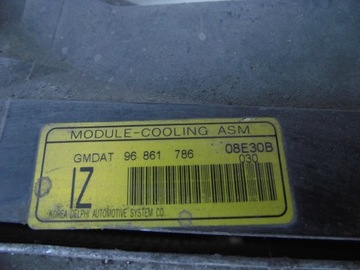 MODULE-COOLING ASM
GMDAT 96 861 786 08E30B
030
IZ
KOREA DELPHI AUTOMOTIVE SYSTEM CO.